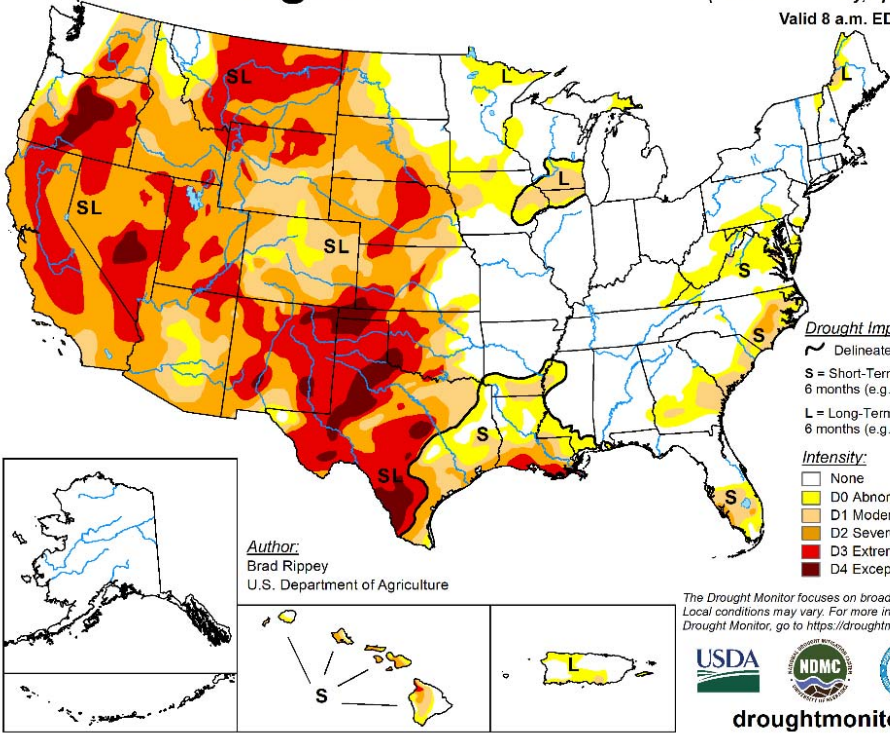 Valid 8 a.m. ED
SL
L
L
L
SL
SL
S
S
S
SL
S
Drought Imp
Delineate
S = Short-Term
6 months (e.g.
L = Long-Term
6 months (e.g.
Intensity:
None
D0 Abnor
D1 Moder
D2 Severe
D3 Extrem
D4 Excep
Author:
Brad Rippey
U.S. Department of Agriculture
The Drought Monitor focuses on broad
Local conditions may vary. For more in
Drought Monitor, go to https://droughtm
S
L
USDA
NDMC
droughtmonito